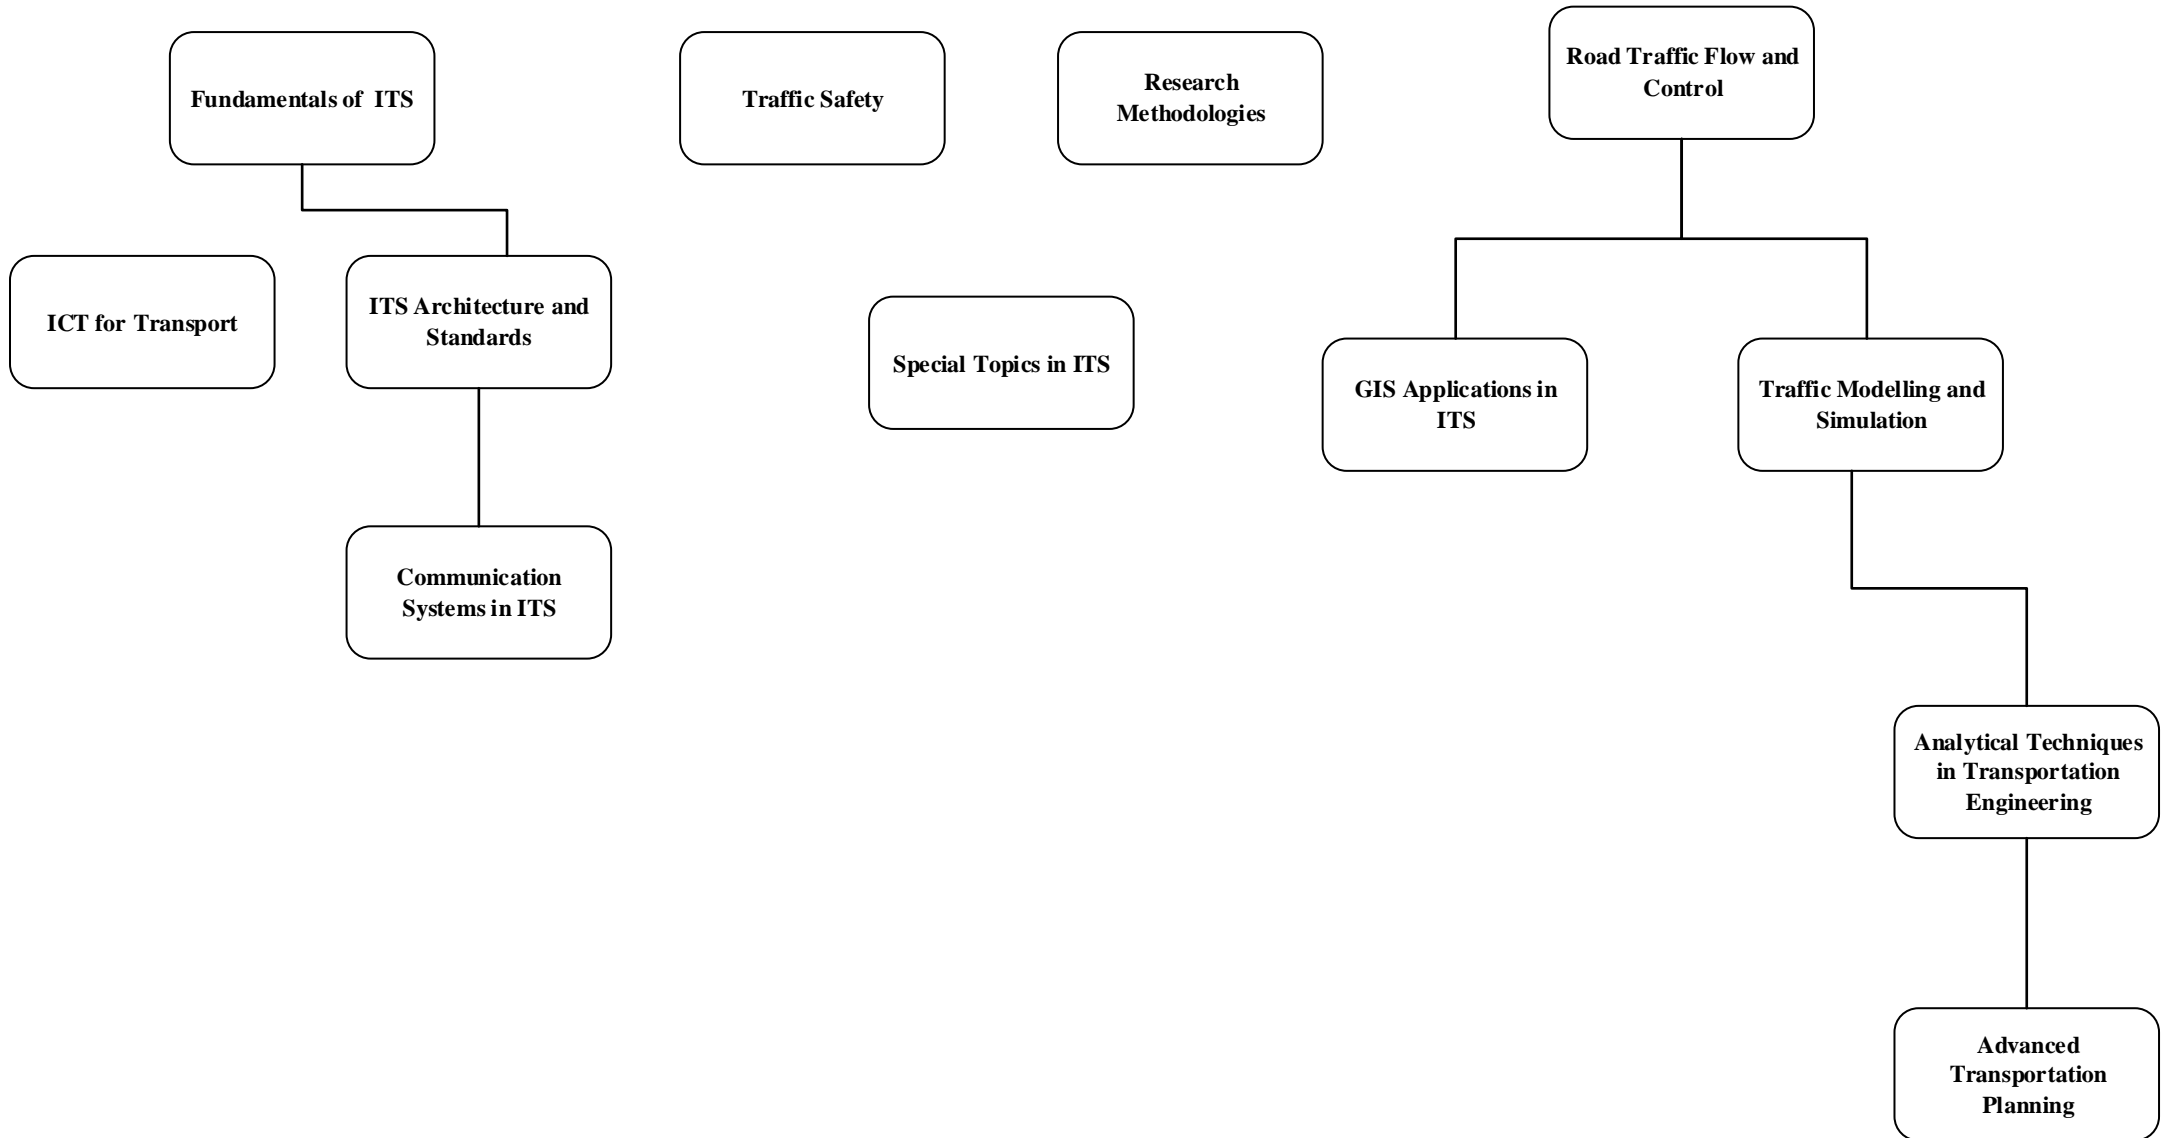 Fundamentals of ITS
Traffic Safety
Research
Methodologies
Road Traffic Flow and
Control
ICT for Transport
ITS Architecture and
Standards
Special Topics in ITS
GIS Applications in
ITS
Traffic Modelling and
Simulation
Communication
Systems in ITS
Analytical Techniques
in Transportation
Engineering
Advanced
Transportation
Planning